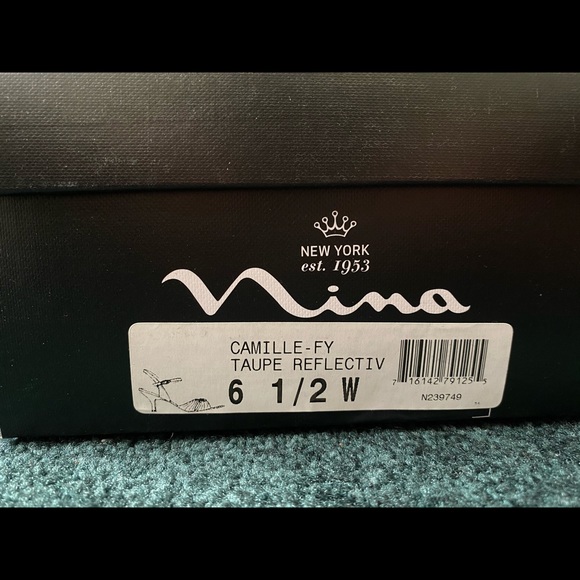 NEW YORK
est. 1953
Nina
CAMILLE-FY
TAUPE REFLECTIV
6 1/2 W
7 16142 79125 5
N239749